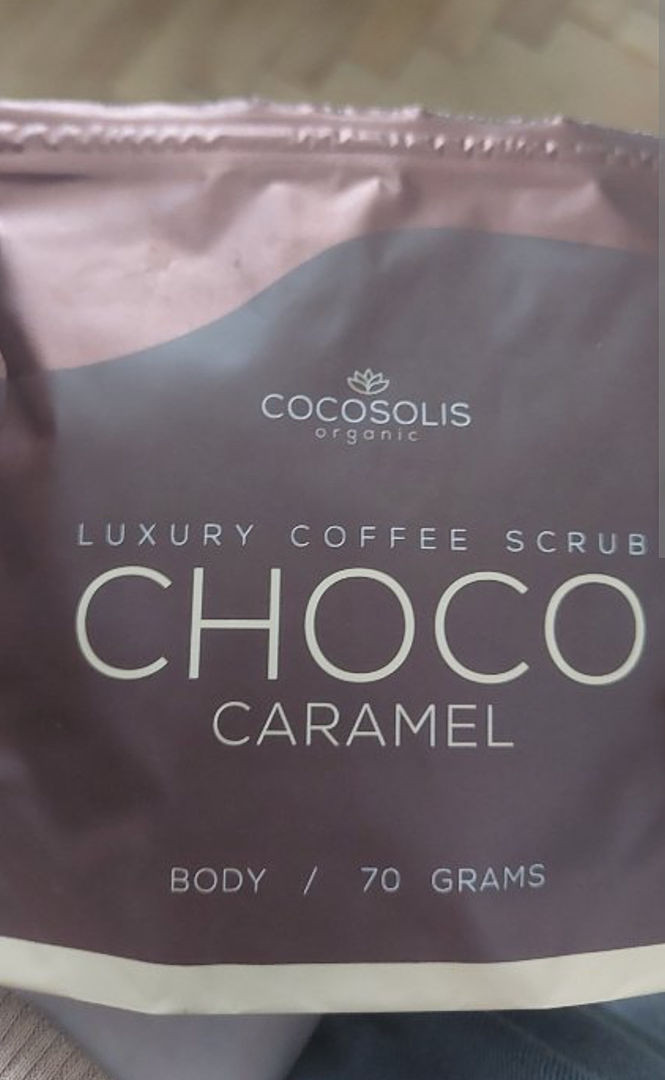 COCOSOLIS
organic
LUXURY COFFEE SCRUB
CHOCO
CARAMEL
BODY / 70 GRAMS